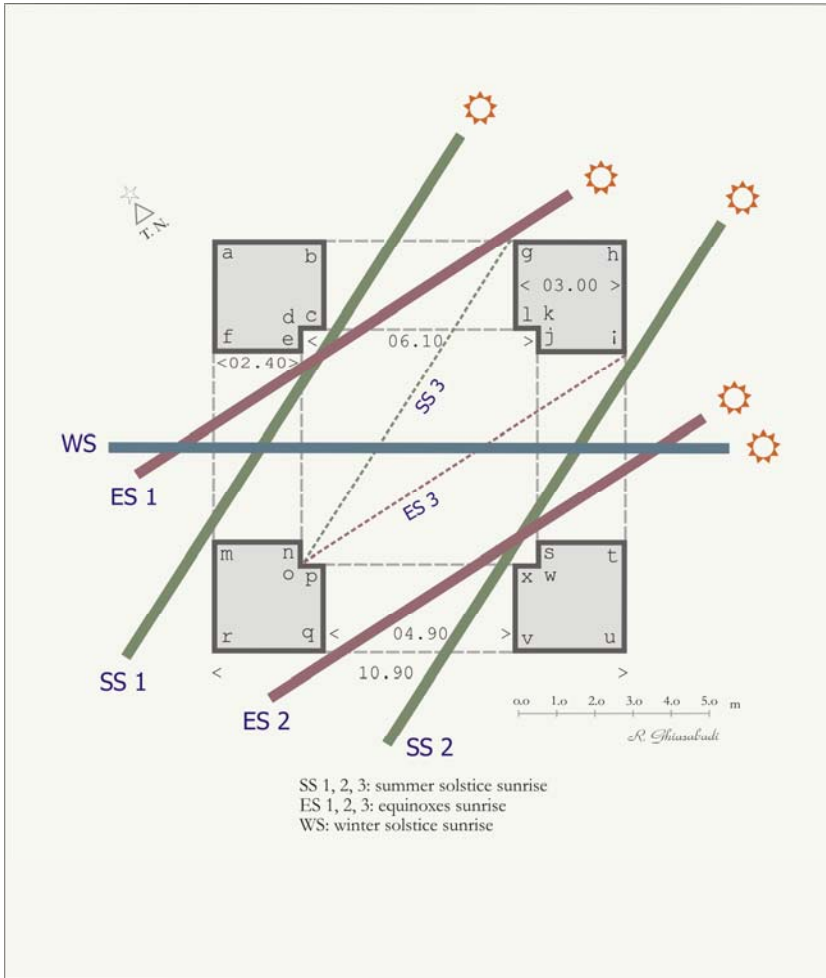 T. N.
a
b
g
h
< 03.00 >
d
c
l
k
f
e
< 06.10 >
j
i
<02.40>
SS 3
WS
ES 1
ES 3
m
n
s
t
o
p
x
w
r
q
< 04.90 >
v
u
SS 1
< 10.90 >
ES 2
SS 2
0.0 1.0 2.0 3.0 4.0 5.0 m
R. Ghiasabadi
SS 1, 2, 3: summer solstice sunrise
ES 1, 2, 3: equinoxes sunrise
WS: winter solstice sunrise